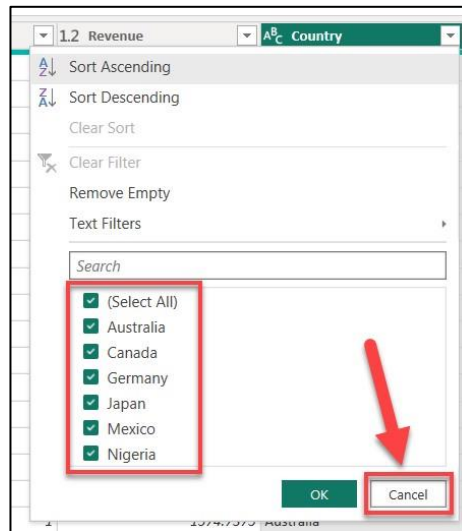 1.2 Revenue ABC Country
Sort Ascending
Sort Descending
Clear Sort
Clear Filter
Remove Empty
Text Filters
Search
(Select All)
Australia
Canada
Germany
Japan
Mexico
Nigeria
OK Cancel